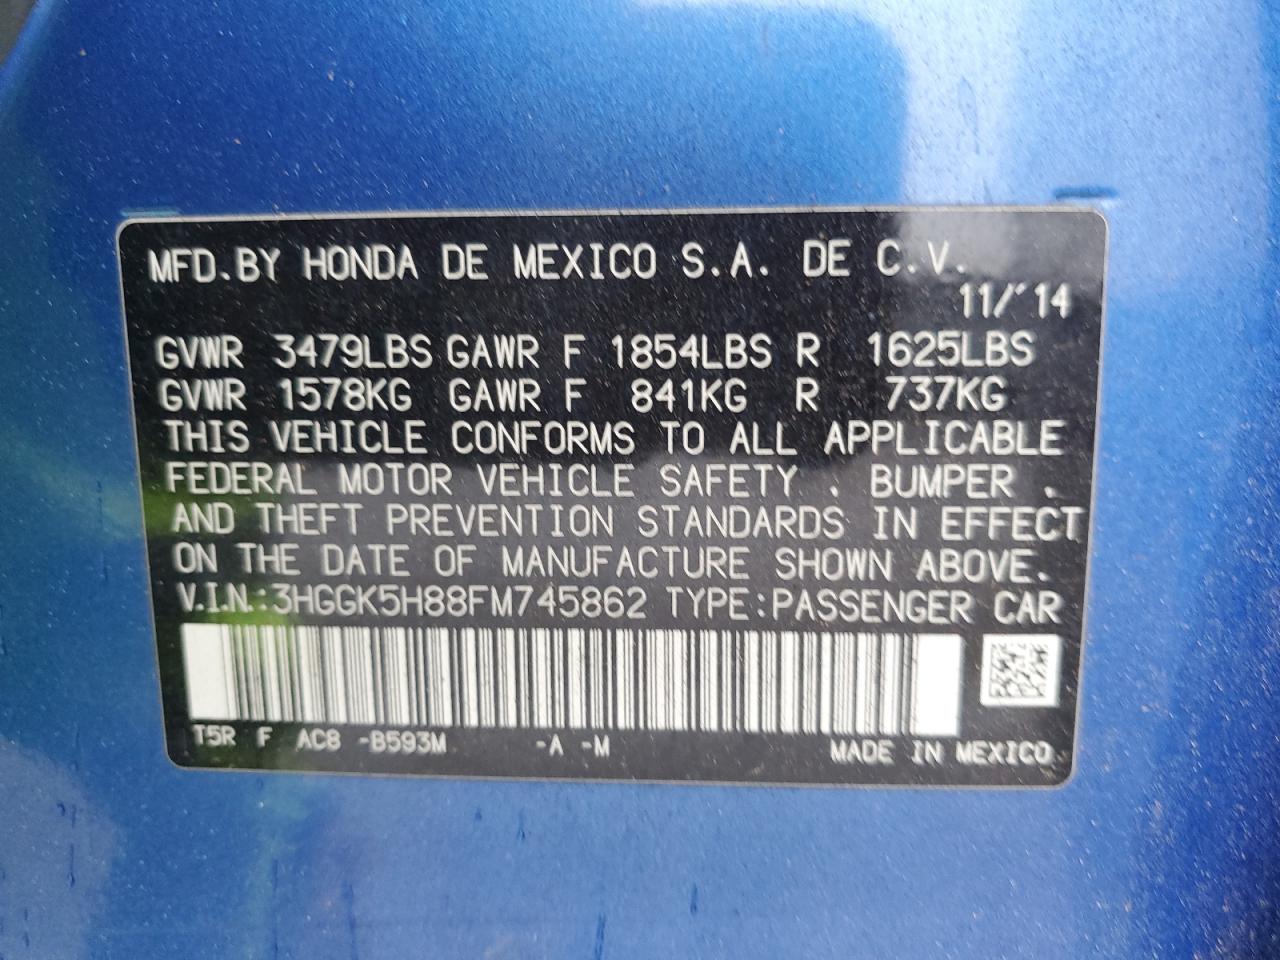 MFD.BY HONDA DE MEXICO S.A. DE C.V.
11/'14
GVWR 3479LBS GAWR F 1854LBS R 1625LBS
GVWR 1578KG GAWR F 841KG R 737KG
THIS VEHICLE CONFORMS TO ALL APPLICABLE
FEDERAL MOTOR VEHICLE SAFETY , BUMPER ,
AND THEFT PREVENTION STANDARDS IN EFFECT
ON THE DATE OF MANUFACTURE SHOWN ABOVE.
V.I.N.:3HGGK5H88FM745862 TYPE:PASSENGER CAR
T5R F AC8 -B593M -A -M MADE IN MEXICO